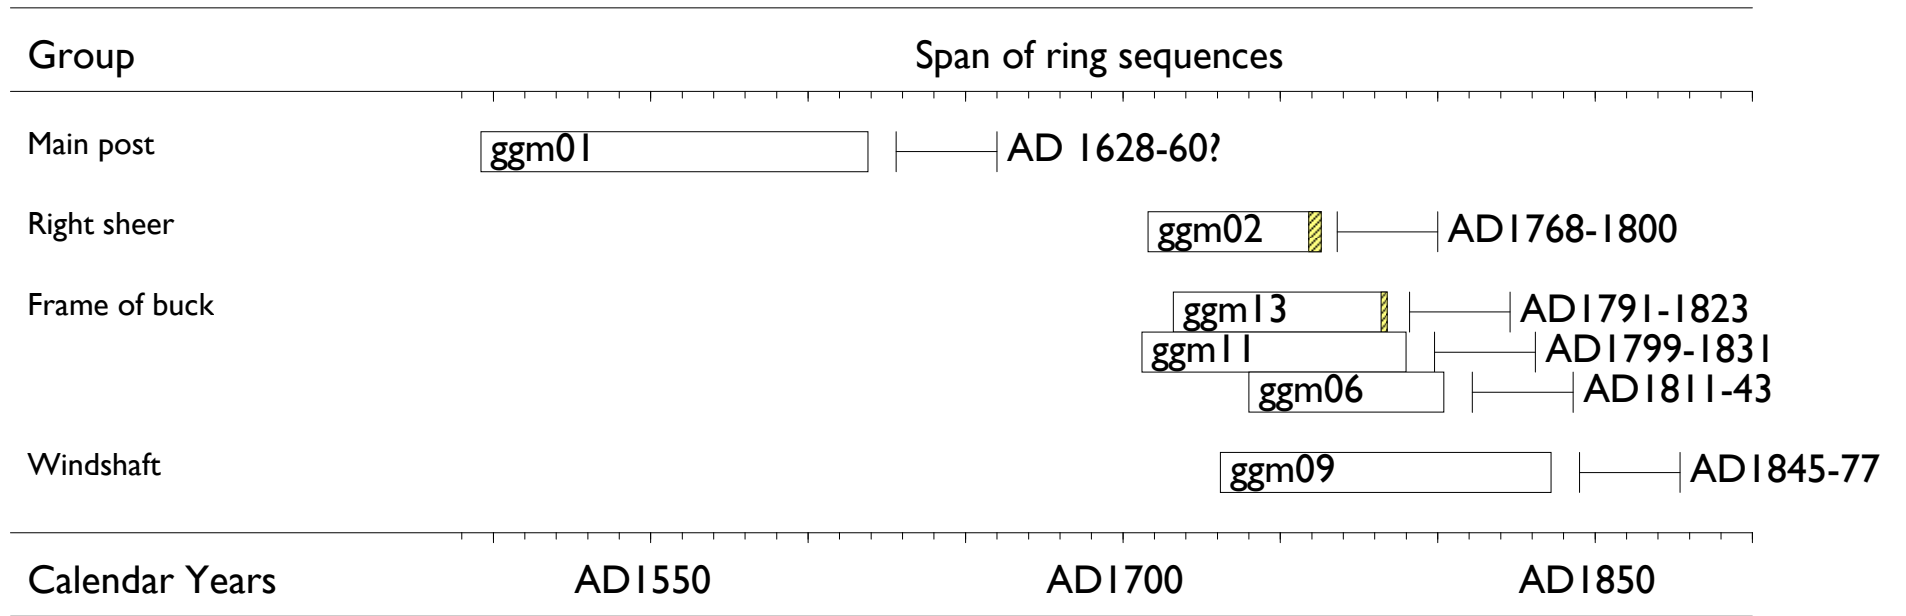 Group Span of ring sequences
Main post ggm01 AD 1628-60?
Right sheer ggm02 AD1768-1800
Frame of buck ggm13 AD1791-1823
ggm11 AD1799-1831
ggm06 AD1811-43
Windshaft ggm09 AD1845-77
Calendar Years AD1550 AD1700 AD1850